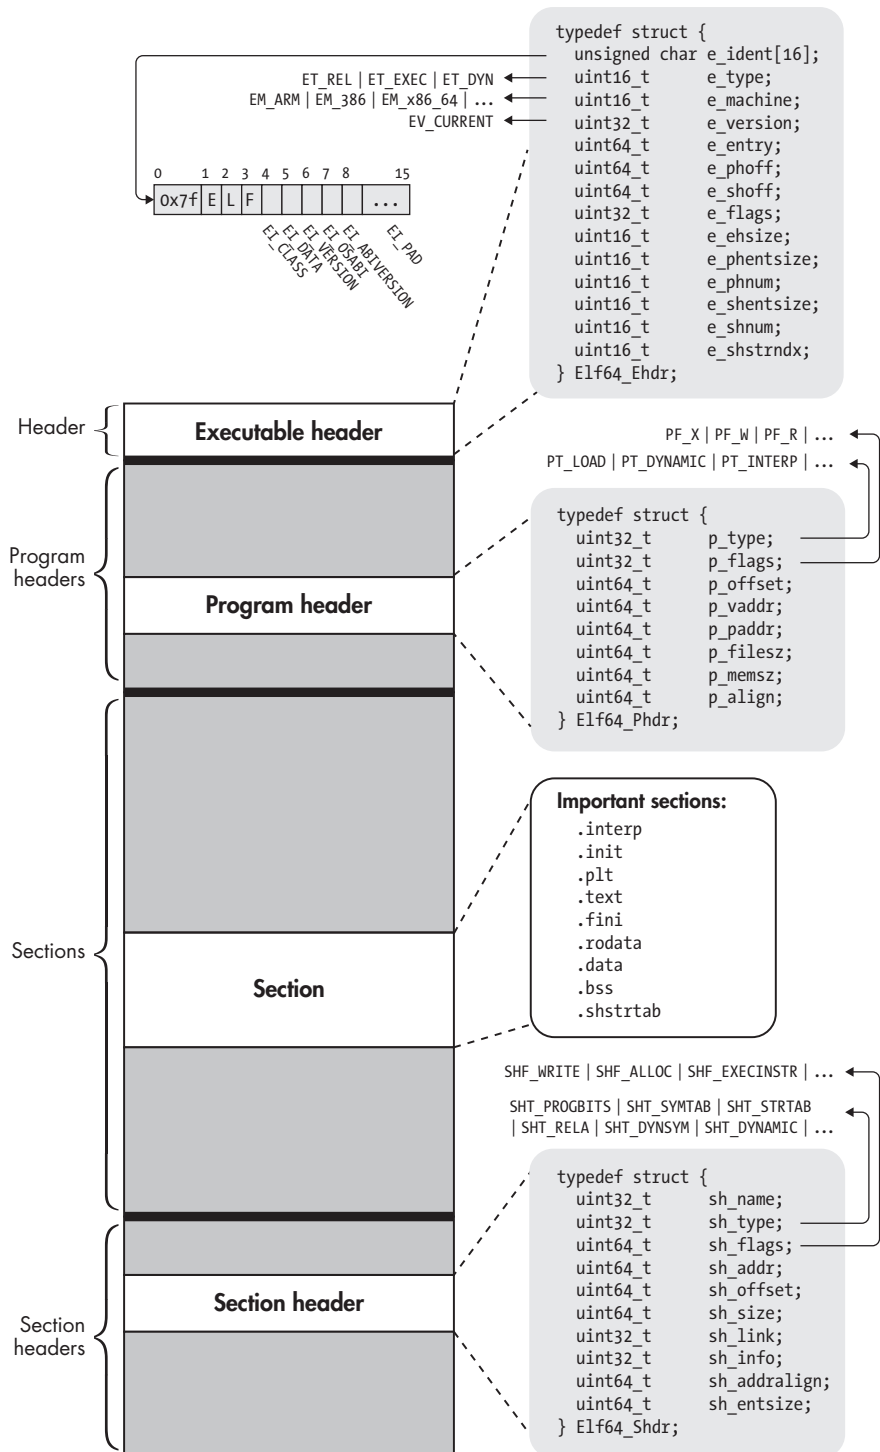 typedef struct {
unsigned char e_ident[16];
uint16_t e_type;
uint16_t e_machine;
uint32_t e_version;
uint64_t e_entry;
uint64_t e_phoff;
uint64_t e_shoff;
uint32_t e_flags;
uint16_t e_ehsize;
uint16_t e_phentsize;
uint16_t e_phnum;
uint16_t e_shentsize;
uint16_t e_shnum;
uint16_t e_shstrndx;
} Elf64_Ehdr;
ET_REL | ET_EXEC | ET_DYN
EM_ARM | EM_386 | EM_x86_64 | ...
EV_CURRENT
0 1 2 3 4 5 6 7 8 15
0x7f E L F ...
EI_CLASS
EI_DATA
EI_VERSION
EI_OSABI
EI_ABIVERSION
EI_PAD
Header
Executable header
PF_X | PF_W | PF_R | ...
PT_LOAD | PT_DYNAMIC | PT_INTERP | ...
typedef struct {
uint32_t p_type;
uint32_t p_flags;
uint64_t p_offset;
uint64_t p_vaddr;
uint64_t p_paddr;
uint64_t p_filesz;
uint64_t p_memsz;
uint64_t p_align;
} Elf64_Phdr;
Program
headers
Program header
Important sections:
.interp
.init
.plt
.text
.fini
.rodata
.data
.bss
.shstrtab
Sections
Section
SHF_WRITE | SHF_ALLOC | SHF_EXECINSTR | ...
SHT_PROGBITS | SHT_SYMTAB | SHT_STRTAB
| SHT_RELA | SHT_DYNSYM | SHT_DYNAMIC | ...
typedef struct {
uint32_t sh_name;
uint32_t sh_type;
uint64_t sh_flags;
uint64_t sh_addr;
uint64_t sh_offset;
uint64_t sh_size;
uint32_t sh_link;
uint32_t sh_info;
uint64_t sh_addralign;
uint64_t sh_entsize;
} Elf64_Shdr;
Section
headers
Section header